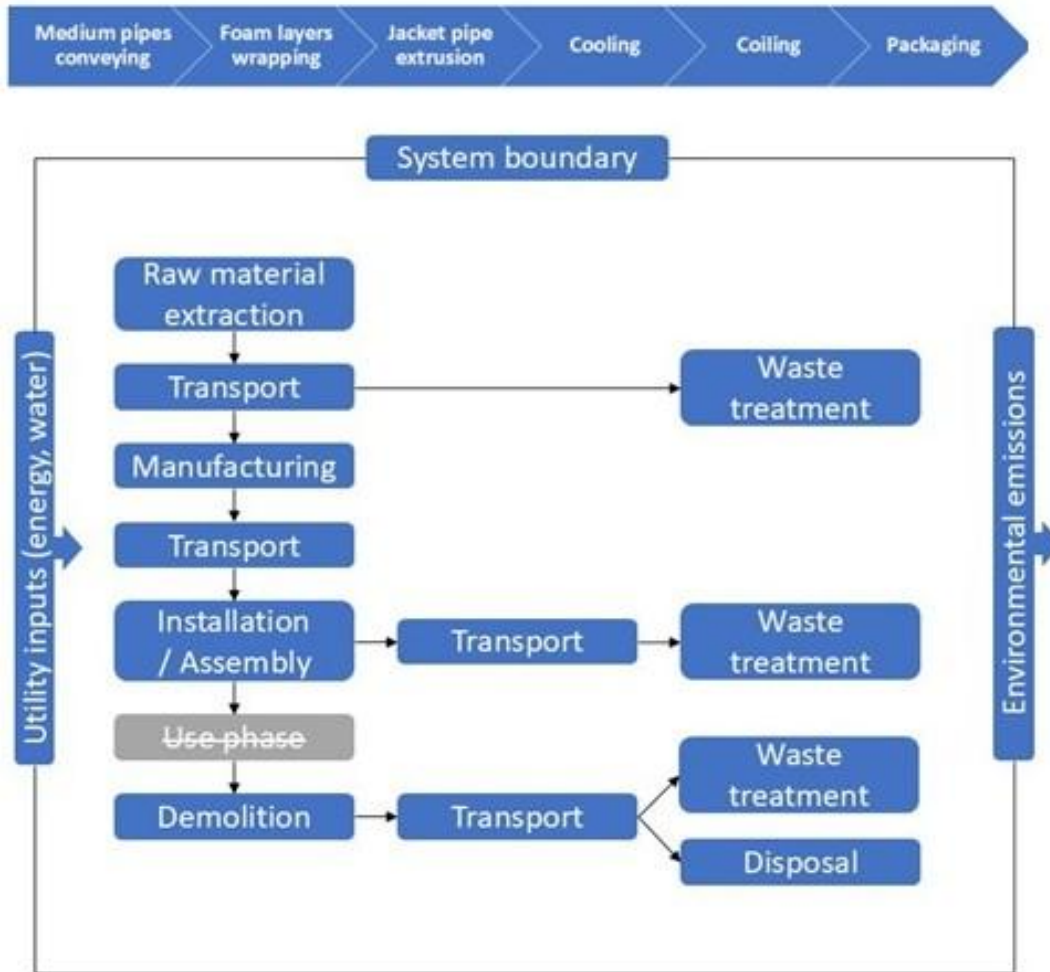 Medium pipes
conveying
Foam layers
wrapping
Jacket pipe
extrusion
Cooling
Coiling
Packaging
System boundary
Utility inputs (energy, water)
Raw material
extraction
Transport
Waste
treatment
Manufacturing
Transport
Installation
/ Assembly
Transport
Waste
treatment
Use phase
Demolition
Transport
Waste
treatment
Disposal
Environmental emissions